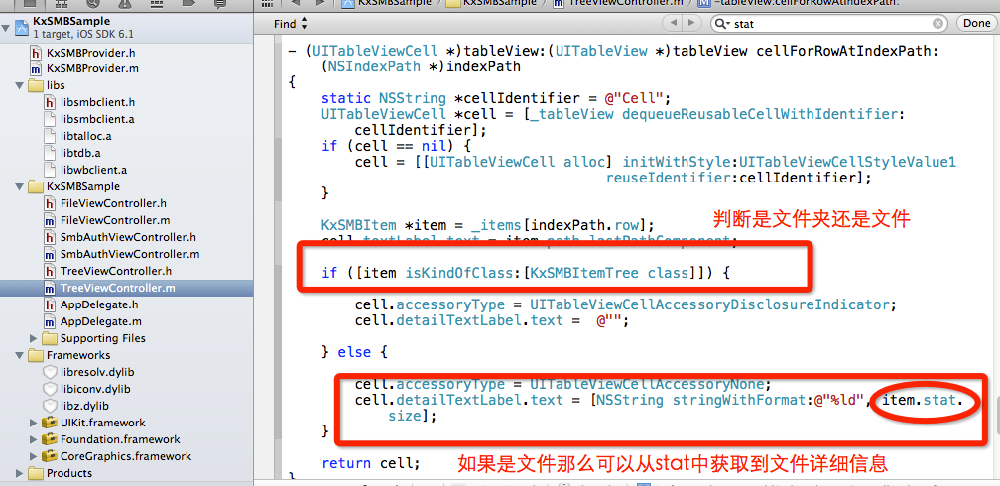 KxSMBSample
1 target, iOS SDK 6.1
KxSMBProvider.h
KxSMBProvider.m
libs
libsmbclient.h
libsmbclient.a
libtalloc.a
libtdb.a
libwbclient.a
KxSMBSample
FileViewController.h
FileViewController.m
SmbAuthViewController.h
SmbAuthViewController.m
TreeViewController.h
TreeViewController.m
AppDelegate.h
AppDelegate.m
Supporting Files
Frameworks
libresolv.dylib
libiconv.dylib
libz.dylib
UIKit.framework
Foundation.framework
CoreGraphics.framework
Products
KxSMBSample
KxSMBSample
TreeViewController.m
-tableView:cellForRowAtIndexPath:
Find
stat
Done
- (UITableViewCell *)tableView:(UITableView *)tableView cellForRowAtIndexPath:
(NSIndexPath *)indexPath
{
static NSString *cellIdentifier = @"Cell";
UITableViewCell *cell = [_tableView dequeueReusableCellWithIdentifier:
cellIdentifier];
if (cell == nil) {
cell = [[UITableViewCell alloc] initWithStyle:UITableViewCellStyleValue1
reuseIdentifier:cellIdentifier];
}
KxSMBItem *item = _items[indexPath.row];
判断是文件夹还是文件
cell.textLabel.text = item.path.lastPathComponent;
if ([item isKindOfClass:[KxSMBItemTree class]]) {
cell.accessoryType = UITableViewCellAccessoryDisclosureIndicator;
cell.detailTextLabel.text =  @"";
} else {
cell.accessoryType = UITableViewCellAccessoryNone;
cell.detailTextLabel.text = [NSString stringWithFormat:@"%ld", item.stat.
size];
}
return cell;
如果是文件那么可以从stat中获取到文件详细信息
}